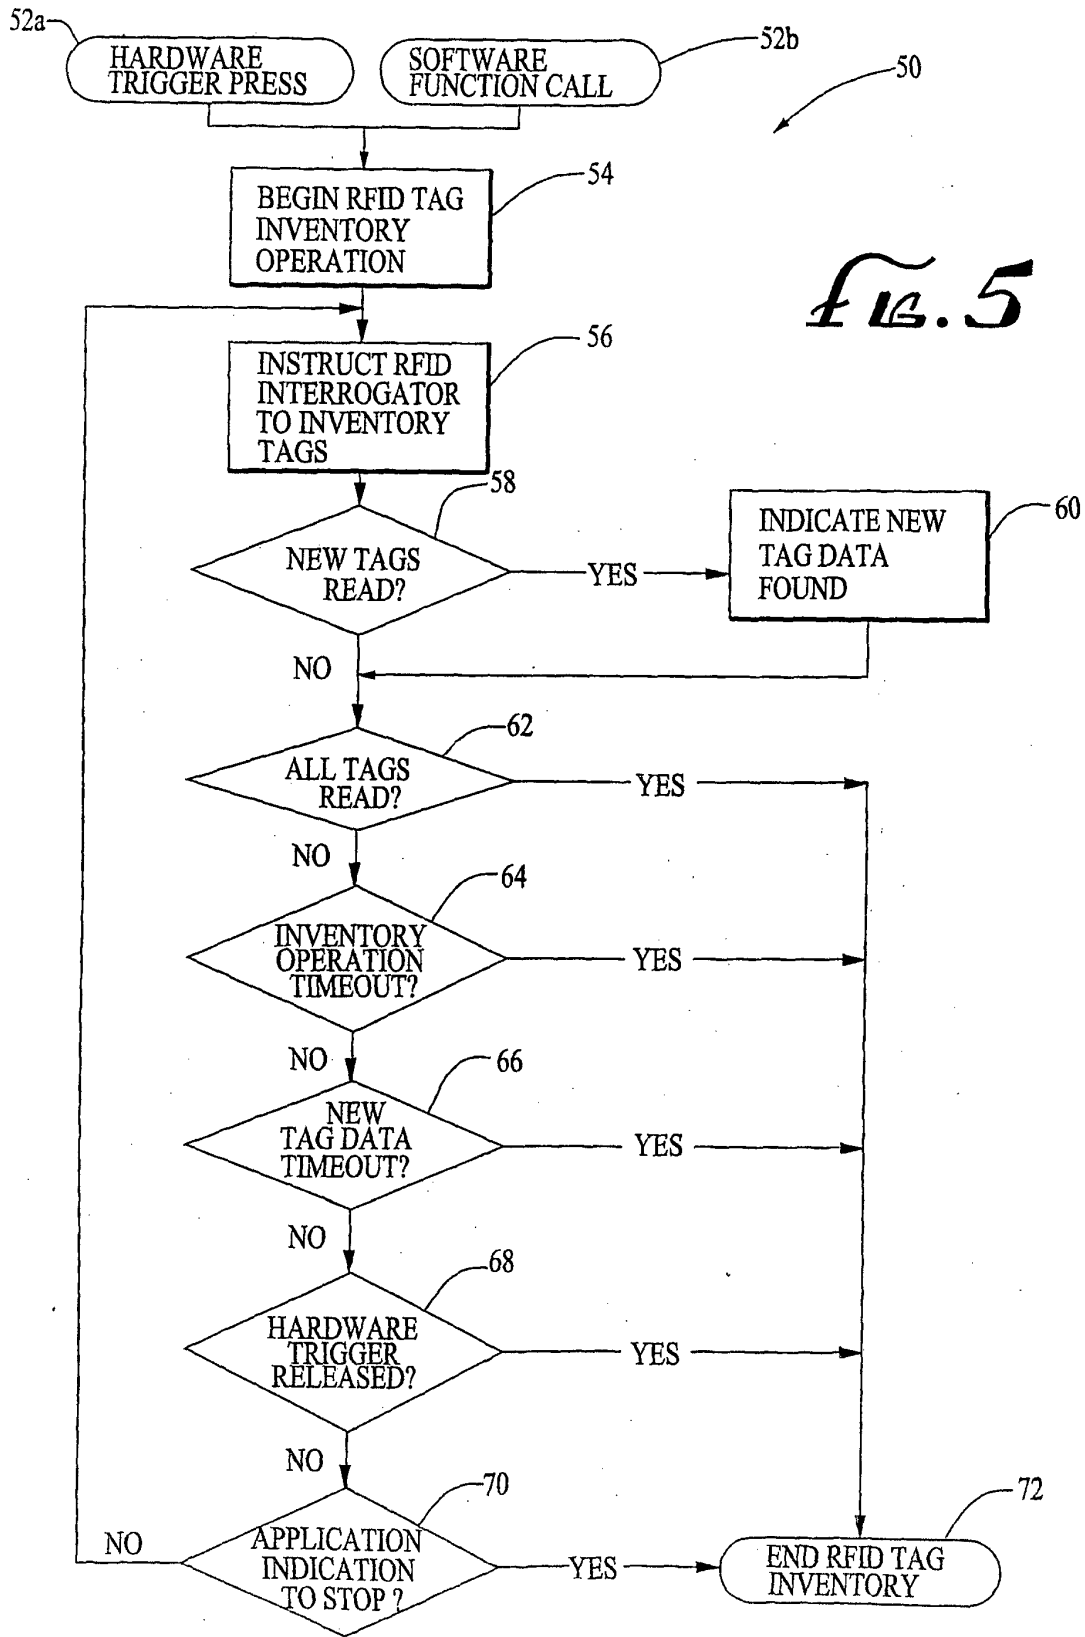 52a
HARDWARE
TRIGGER PRESS
SOFTWARE
FUNCTION CALL
52b
50
BEGIN RFID TAG
INVENTORY
OPERATION
54
FIG. 5
INSTRUCT RFID
INTERROGATOR
TO INVENTORY
TAGS
56
58
NEW TAGS
READ?
YES
INDICATE NEW
TAG DATA
FOUND
60
NO
62
ALL TAGS
READ?
YES
NO
64
INVENTORY
OPERATION
TIMEOUT?
YES
NO
66
NEW
TAG DATA
TIMEOUT?
YES
NO
68
HARDWARE
TRIGGER
RELEASED?
YES
NO
70
APPLICATION
INDICATION
TO STOP ?
NO
YES
72
END RFID TAG
INVENTORY